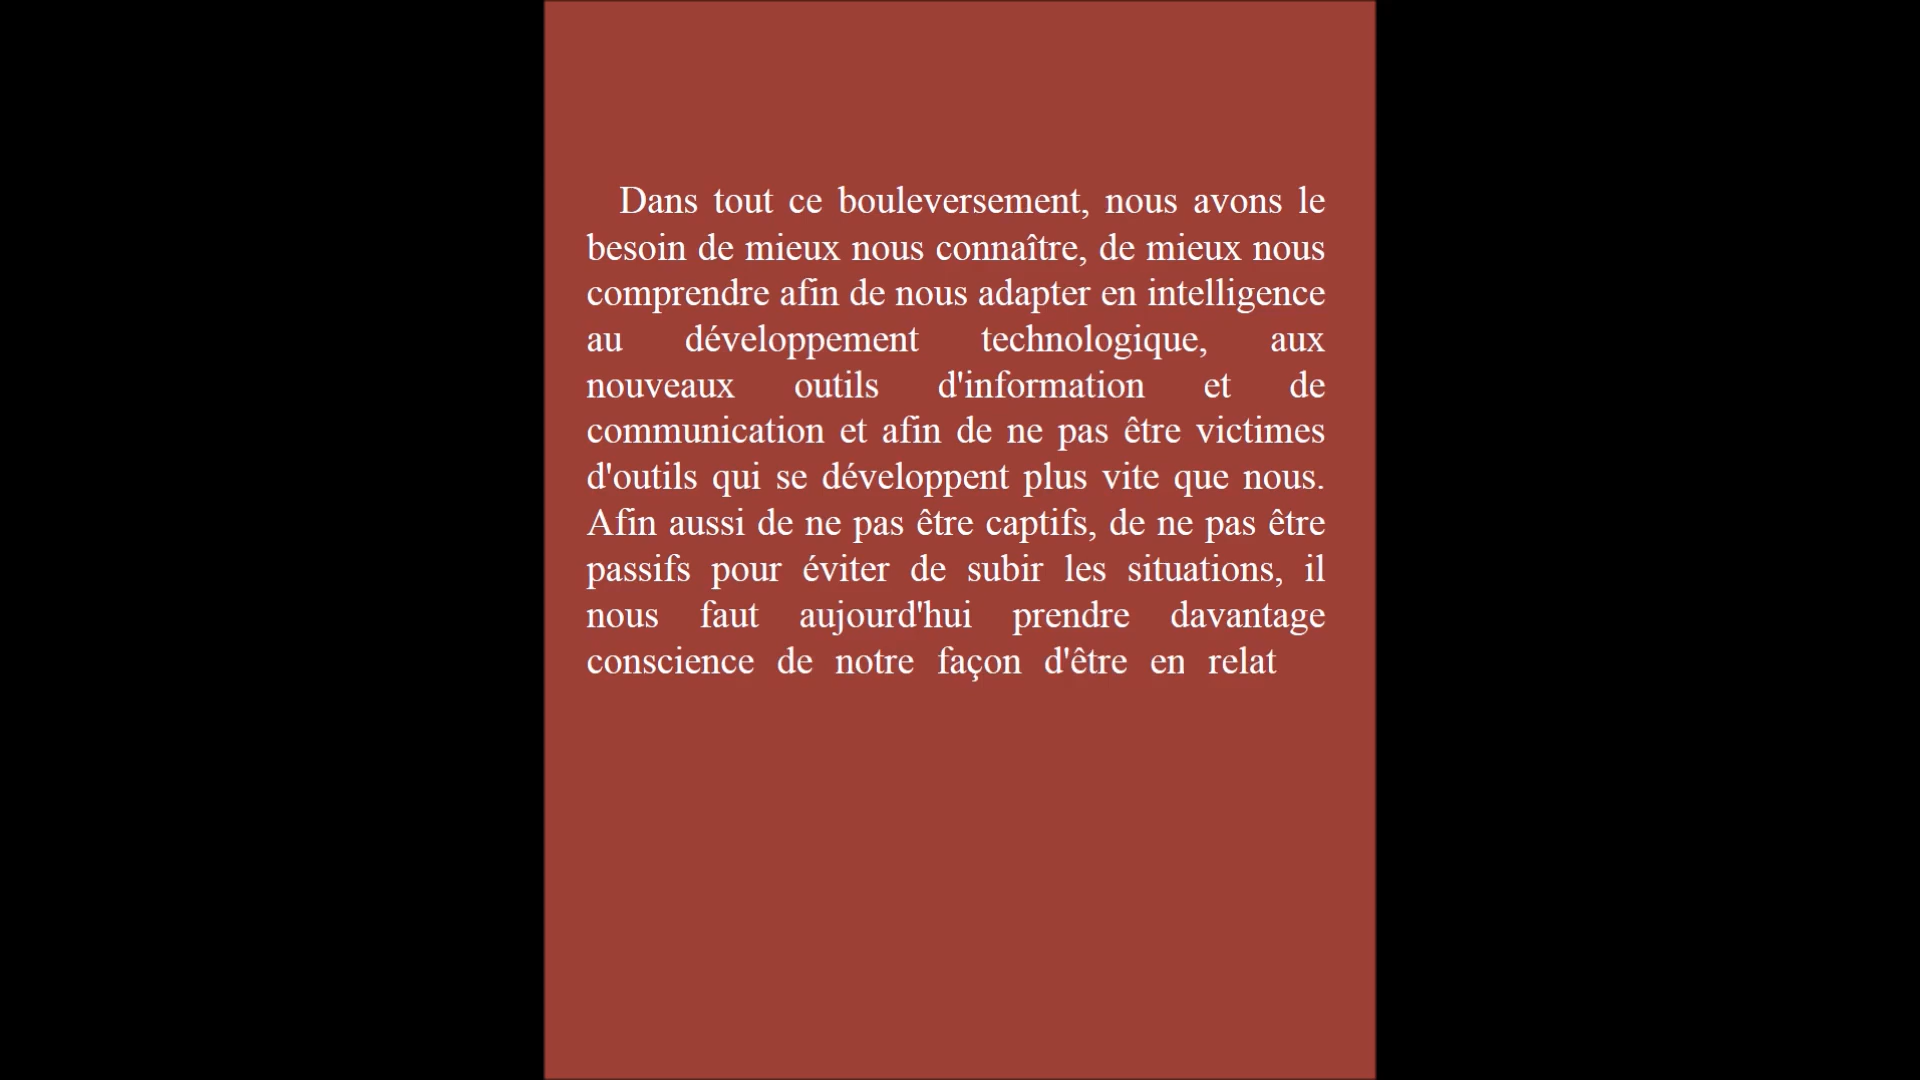 Dans tout ce bouleversement, nous avons le
besoin de mieux nous connaître, de mieux nous
comprendre afin de nous adapter en intelligence
au développement technologique, aux
nouveaux outils d'information et de
communication et afin de ne pas être victimes
d'outils qui se développent plus vite que nous.
Afin aussi de ne pas être captifs, de ne pas être
passifs pour éviter de subir les situations, il
nous faut aujourd'hui prendre davantage
conscience de notre façon d'être en relat